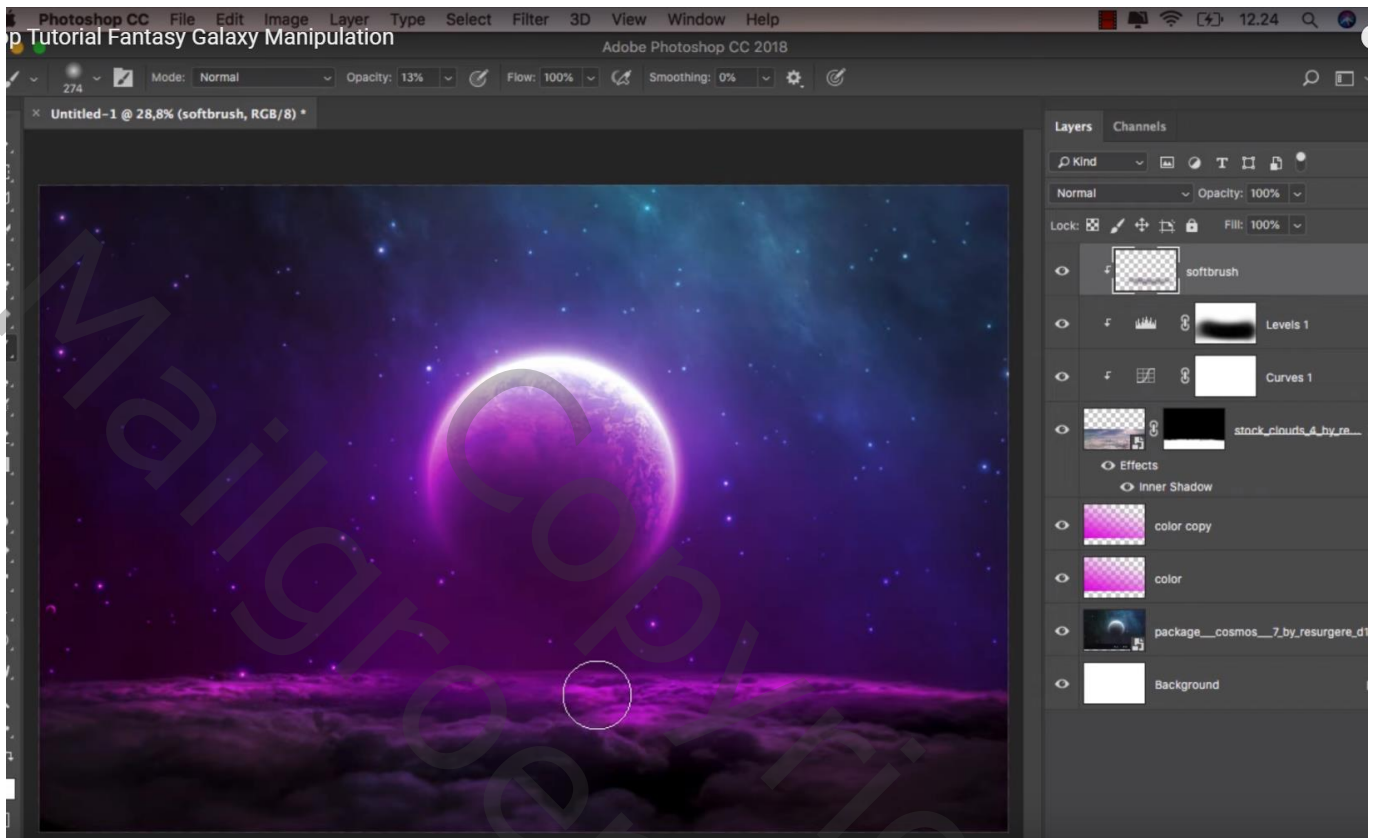 Photoshop CC File Edit Image Layer Type Select Filter 3D View Window Help 12.24
p Tutorial Fantasy Galaxy Manipulation
Adobe Photoshop CC 2018
274 Mode: Normal Opacity: 13% Flow: 100% Smoothing: 0%
× Untitled-1 @ 28,8% (softbrush, RGB/8) *
Layers Channels
Kind
Normal Opacity: 100%
Lock: Fill: 100%
softbrush
Levels 1
Curves 1
stock_clouds_4_by_re...
Effects
Inner Shadow
color copy
color
package__cosmos__7_by_resurgere_d1
Background